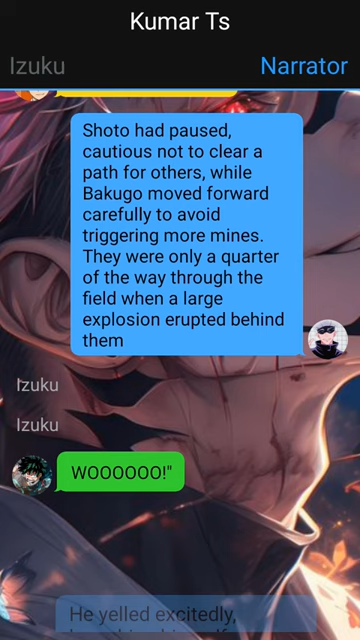 Kumar Ts
Izuku
Narrator
Shoto had paused,
cautious not to clear a
path for others, while
Bakugo moved forward
carefully to avoid
triggering more mines.
They were only a quarter
of the way through the
field when a large
explosion erupted behind
them
Izuku
Izuku
WOOOOOO!"
He yelled excitedly,